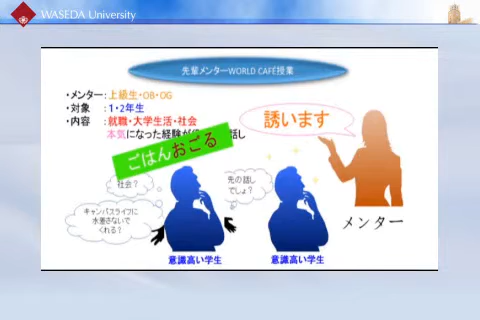 WASEDA University
先輩メンターWORLD CAFÉ授業
・メンター：上級生・OB・OG
・対象　：1・2年生
・内容　：就職・大学生活・社会
本気になった経験が
話し
ごはんおごる
誘います
社会？
先の話し
でしょ？
キャンパスライフに
水差さないで
くれる？
メンター
意識高い学生
意識高い学生